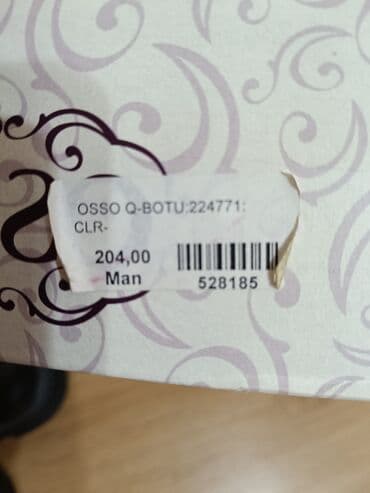 OSSO Q-BOTU:224771:
CLR-
204,00
Man
528185